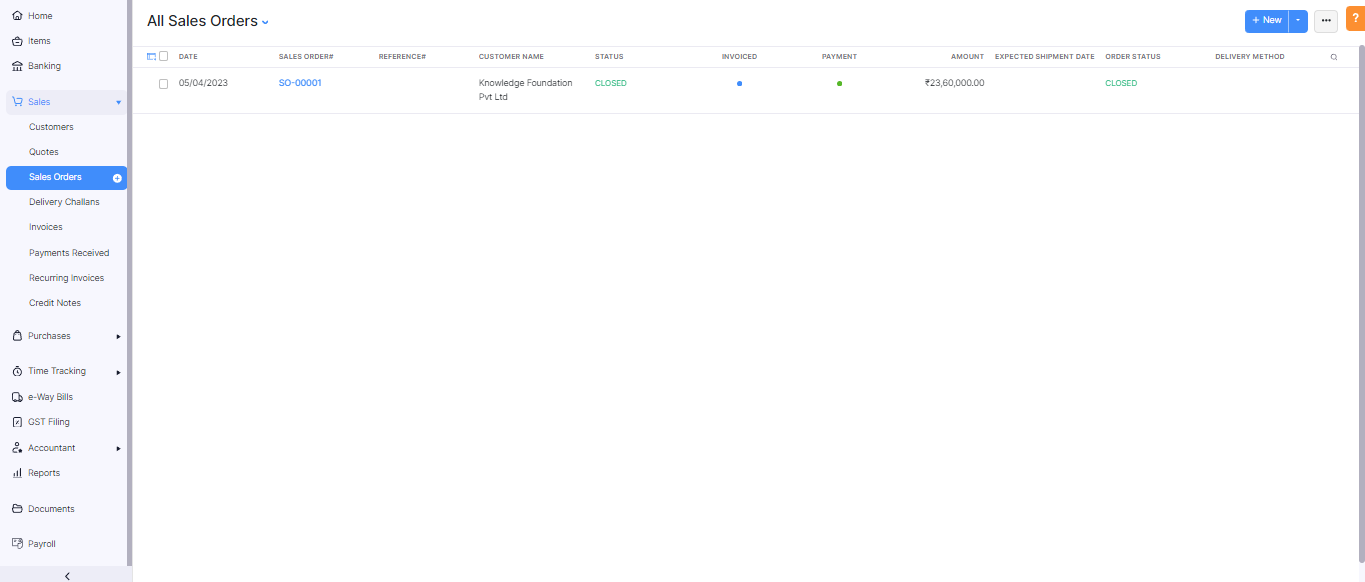 Home
Items
Banking
Sales
Customers
Quotes
Sales Orders
Delivery Challans
Invoices
Payments Received
Recurring Invoices
Credit Notes
Purchases
Time Tracking
e-Way Bills
GST Filing
Accountant
Reports
Documents
Payroll
All Sales Orders
+ New
?
DATE SALES ORDER# REFERENCE# CUSTOMER NAME STATUS INVOICED PAYMENT AMOUNT EXPECTED SHIPMENT DATE ORDER STATUS DELIVERY METHOD
05/04/2023 SO-00001 Knowledge Foundation CLOSED ₹23,60,000.00 CLOSED
Pvt Ltd